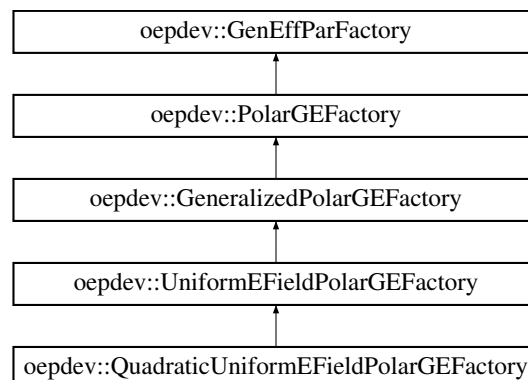 oepdev::GenEffParFactory
oepdev::PolarGEFactory
oepdev::GeneralizedPolarGEFactory
oepdev::UniformEFieldPolarGEFactory
oepdev::QuadraticUniformEFieldPolarGEFactory